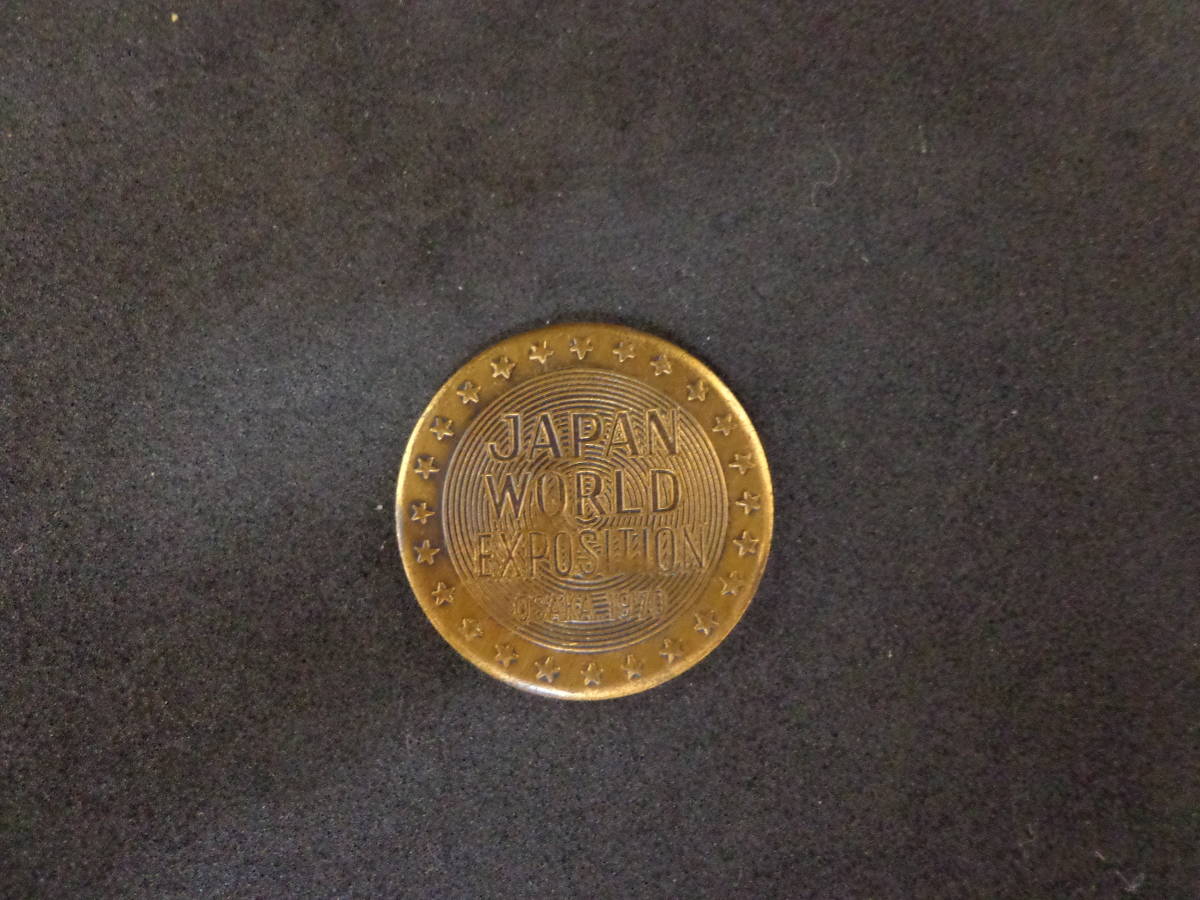 JAPAN
WORLD
EXPOSITION
OSAKA 1970